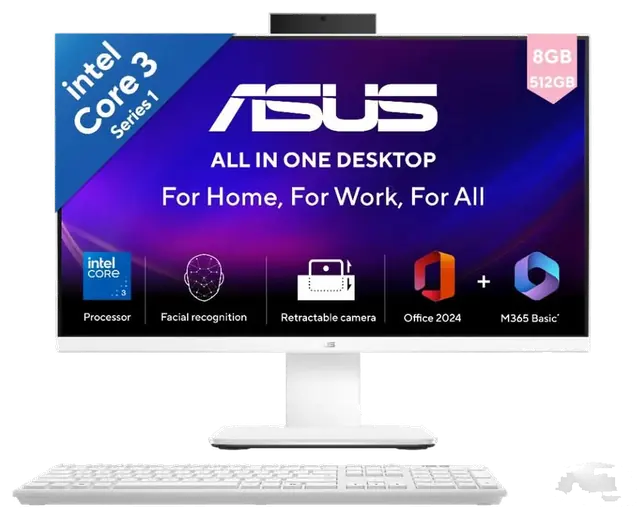 intel
Core 3
Series 1
8GB
512GB
ASUS
ALL IN ONE DESKTOP
For Home, For Work, For All
intel
CORE
3
Processor
Facial recognition
Retractable camera
Office 2024
+
M365 Basic*